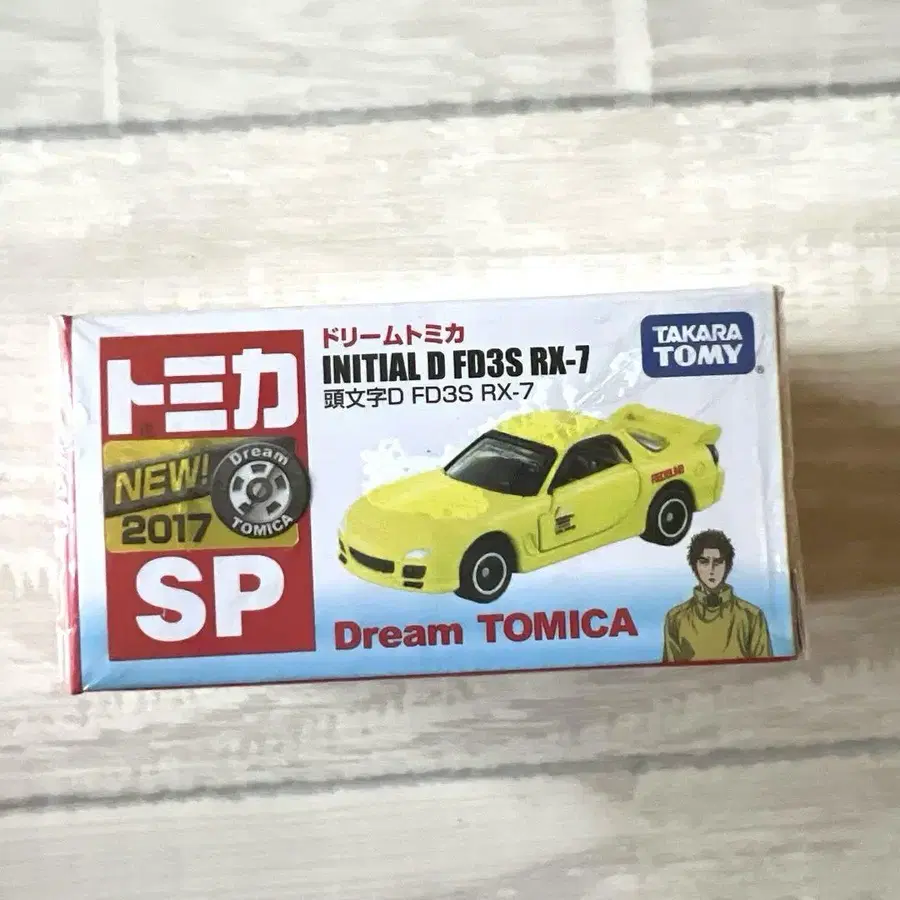 トミカ
NEW!
2017
Dream
TOMICA
SP
ドリームトミカ
INITIAL D FD3S RX-7
頭文字D FD3S RX-7
TAKARA
TOMY
REDSUNS
Dream TOMICA